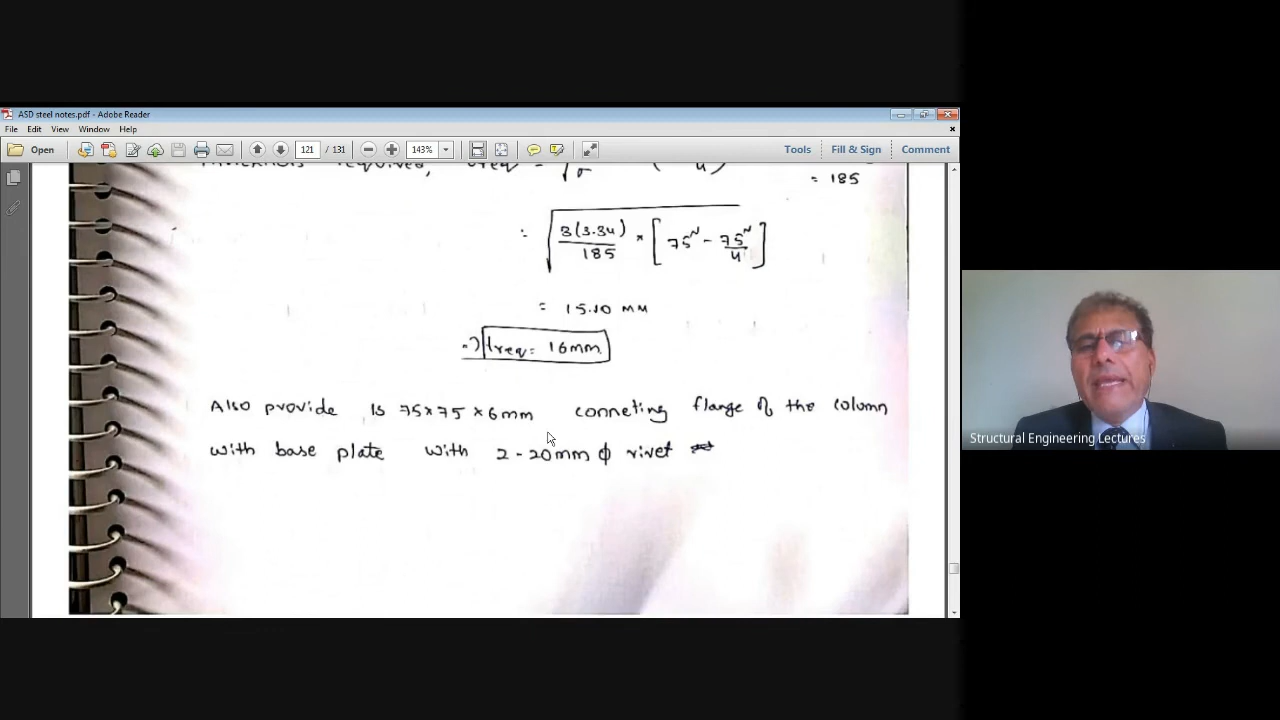 ASD steel notes.pdf - Adobe Reader
File Edit View Window Help
Open 121 / 131 143% Tools Fill & Sign Comment
required,
= 185
= √ 3(3.34) / 185 × [ 75² - 75² / 4 ]
= 15.10 mm
∴) treq = 16mm
Also provide IS 75×75×6mm conneting flange of the column
with base plate with 2-20mm ϕ rivet
Structural Engineering Lectures